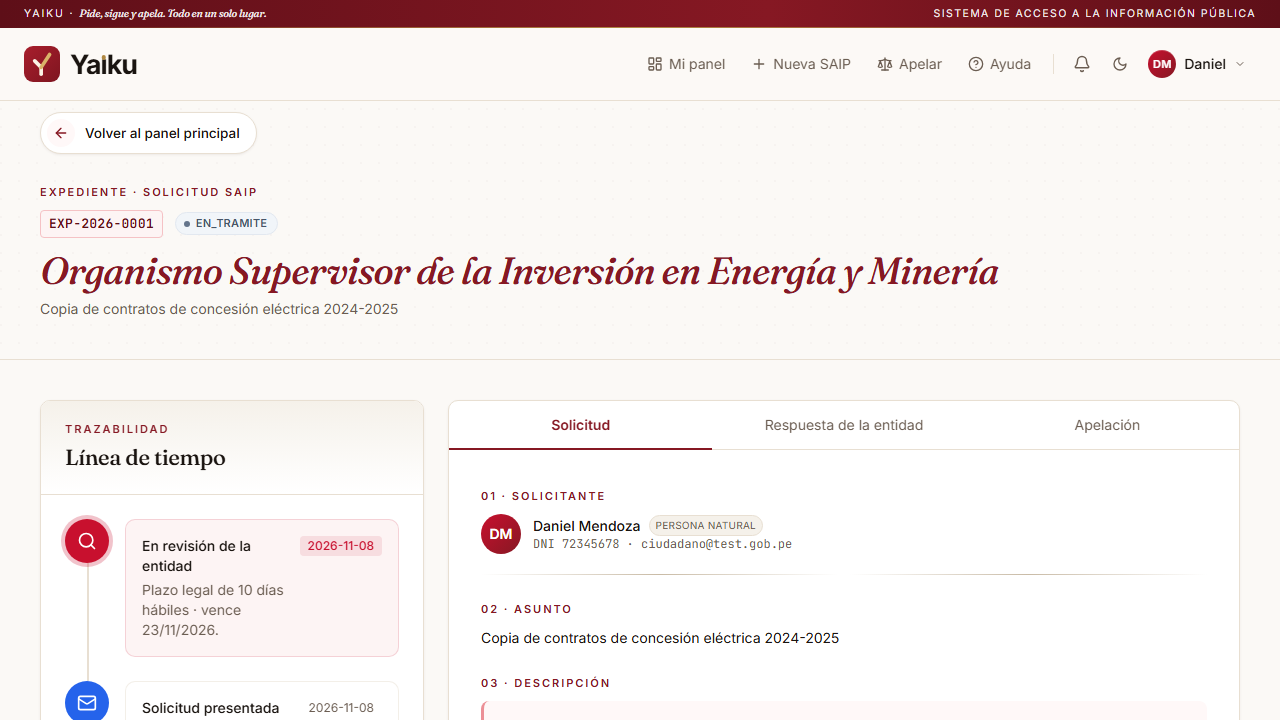 YAIKU · Pide, sigue y apela. Todo en un solo lugar.
SISTEMA DE ACCESO A LA INFORMACIÓN PÚBLICA
Yaiku
Mi panel
Nueva SAIP
Apelar
Ayuda
DM
Daniel
Volver al panel principal
EXPEDIENTE · SOLICITUD SAIP
EXP-2026-0001
EN_TRAMITE
Organismo Supervisor de la Inversión en Energía y Minería
Copia de contratos de concesión eléctrica 2024-2025
TRAZABILIDAD
Línea de tiempo
En revisión de la
entidad
2026-11-08
Plazo legal de 10 días
hábiles · vence
23/11/2026.
Solicitud presentada
2026-11-08
Solicitud
Respuesta de la entidad
Apelación
01 · SOLICITANTE
DM
Daniel Mendoza
PERSONA NATURAL
DNI 72345678 · ciudadano@test.gob.pe
02 · ASUNTO
Copia de contratos de concesión eléctrica 2024-2025
03 · DESCRIPCIÓN